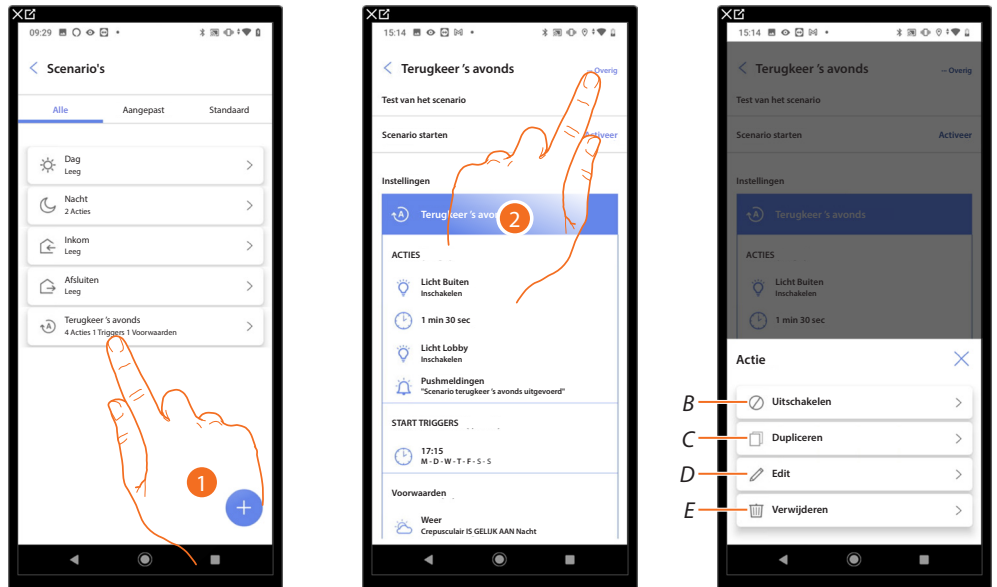 09:29
Scenario's
Alle Aangepast Standaard
Dag
Leeg
Nacht
2 Acties
Inkom
Leeg
Afsluiten
Leeg
A
Terugkeer 's avonds
4 Acties 1 Triggers 1 Voorwaarden
1
+
15:14
Terugkeer 's avonds
Overig
Test van het scenario
Scenario starten
Activeer
Instellingen
A
Terugkeer 's avonds
2
ACTIES
Licht Buiten
Inschakelen
1 min 30 sec
Licht Lobby
Inschakelen
Pushmeldingen
"Scenario terugkeer 's avonds uitgevoerd"
START TRIGGERS
17:15
M - D - W - T - F - S - S
Voorwaarden
Weer
Crepusculair IS GELIJK AAN Nacht
15:14
Terugkeer 's avonds
... Overig
Test van het scenario
Scenario starten
Activeer
Instellingen
A
Terugkeer 's avonds
ACTIES
Licht Buiten
Inschakelen
1 min 30 sec
Actie
B
Uitschakelen
C
Dupliceren
D
Edit
E
Verwijderen